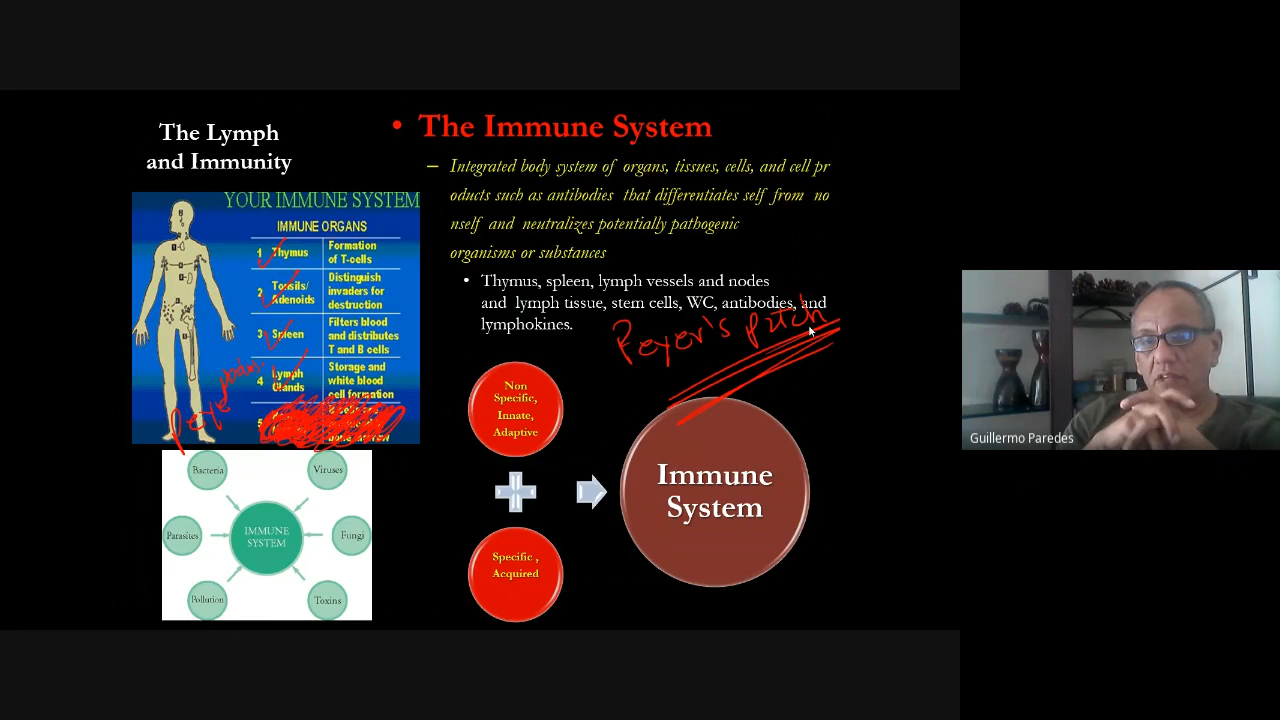 The Lymph
and Immunity
YOUR IMMUNE SYSTEM
IMMUNE ORGANS
1 Thymus
Formation
of T-cells
2 Tonsils/
Adenoids
Distinguish
invaders for
destruction
3 Spleen
Filters blood
and distributes
T and B cells
4 Lymph
Glands
Storage and
white blood
cell formation
5
Bacteria
Viruses
Parasites
IMMUNE
SYSTEM
Fungi
Pollution
Toxins
• The Immune System
– Integrated body system of organs, tissues, cells, and cell pr
oducts such as antibodies that differentiates self from no
nself and neutralizes potentially pathogenic
organisms or substances
• Thymus, spleen, lymph vessels and nodes
and lymph tissue, stem cells, WC, antibodies, and
lymphokines.
Peyer's patch
Non
Specific,
Innate,
Adaptive
Specific ,
Acquired
Immune
System
Guillermo Paredes